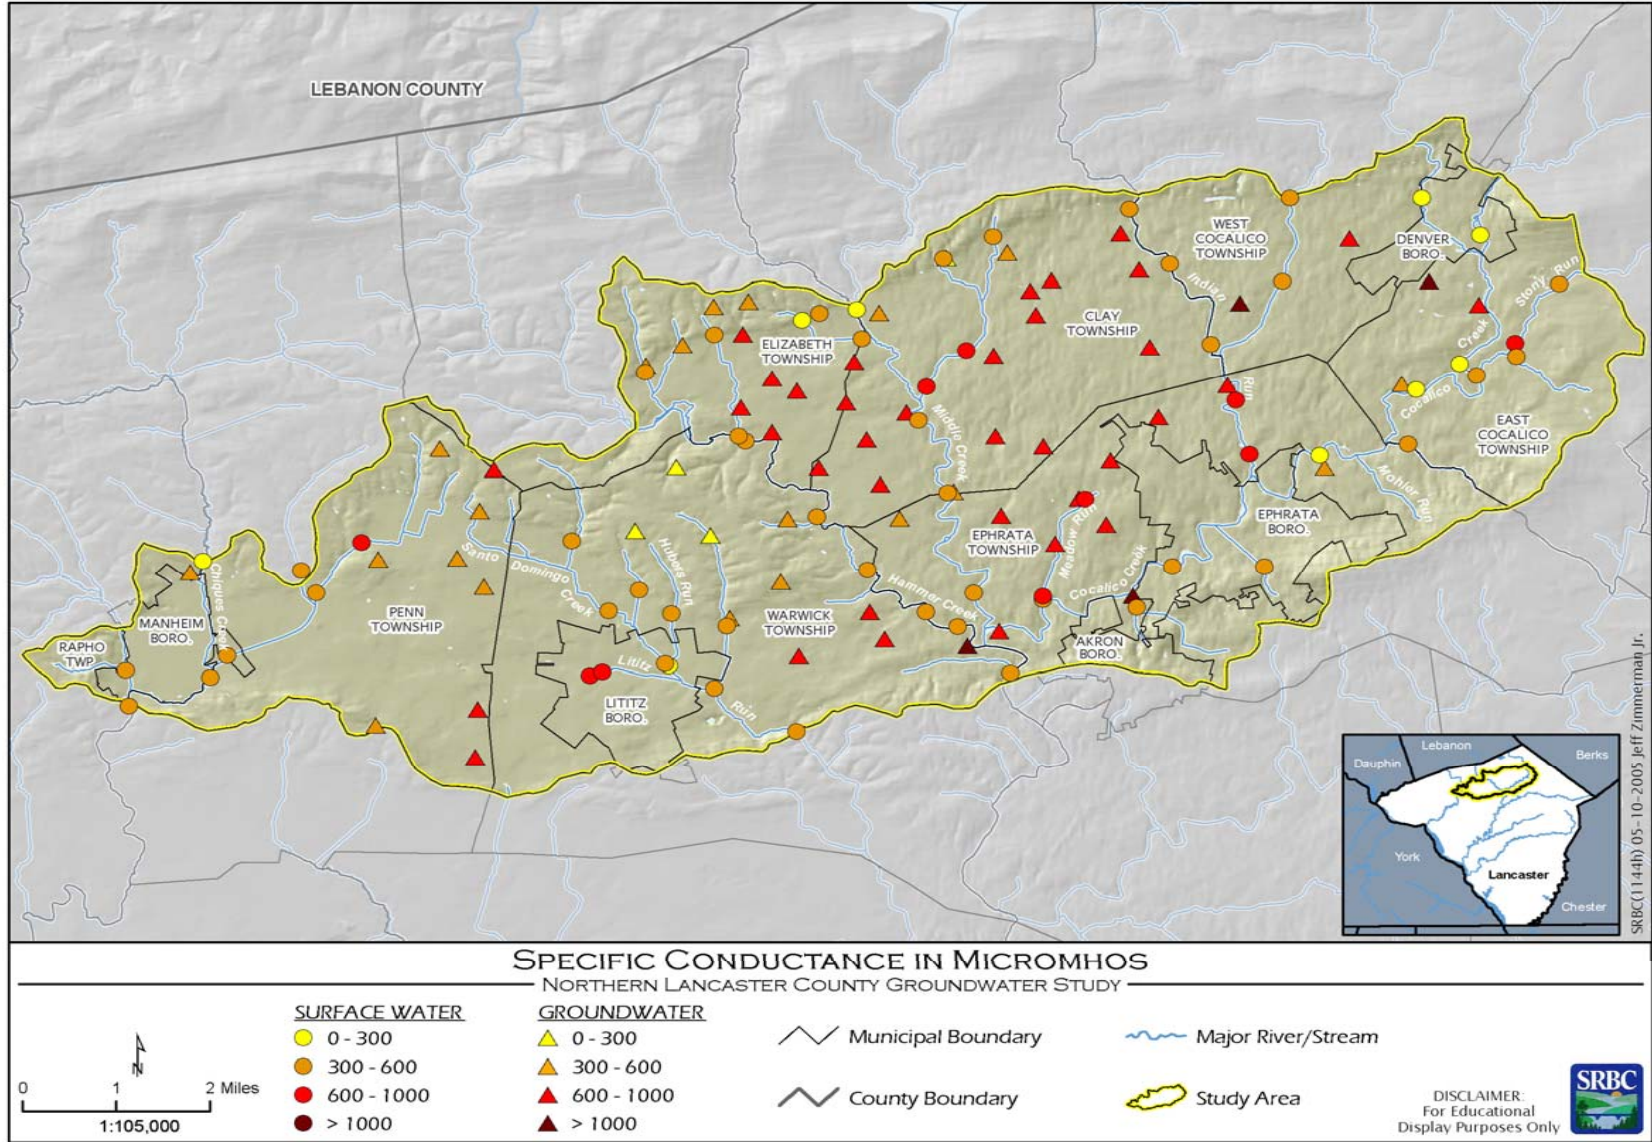 LEBANON COUNTY
WEST
COCALICO
TOWNSHIP
DENVER
BORO.
Stony Run
Indian
Run
CLAY
TOWNSHIP
ELIZABETH
TOWNSHIP
Middle Creek
Creek
Cocalico
EAST
COCALICO
TOWNSHIP
Mohler Run
EPHRATA
BORO.
EPHRATA
TOWNSHIP
Meadow Run
Cocalico Creek
Hammer Creek
AKRON
BORO.
Santo Domingo
Creek
Hubers Run
WARWICK
TOWNSHIP
PENN
TOWNSHIP
Chiques Creek
MANHEIM
BORO.
RAPHO
TWP.
Lititz
Run
LITITZ
BORO.
Lebanon
Berks
Dauphin
York
Lancaster
Chester
SRBC(1144h) 05-10-2005 Jeff Zimmerman Jr.
SPECIFIC CONDUCTANCE IN MICROMHOS
NORTHERN LANCASTER COUNTY GROUNDWATER STUDY
N
0 1 2 Miles
1:105,000
SURFACE WATER
0 - 300
300 - 600
600 - 1000
> 1000
GROUNDWATER
0 - 300
300 - 600
600 - 1000
> 1000
Municipal Boundary
County Boundary
Major River/Stream
Study Area
DISCLAIMER:
For Educational
Display Purposes Only
SRBC